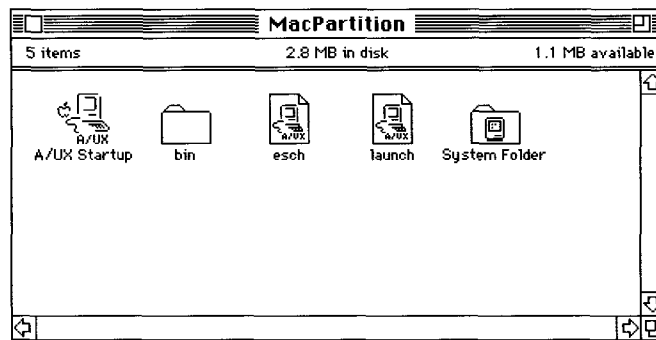 MacPartition
5 items 2.8 MB in disk 1.1 MB available
A/UX A/UX A/UX
A/UX Startup bin esch launch System Folder